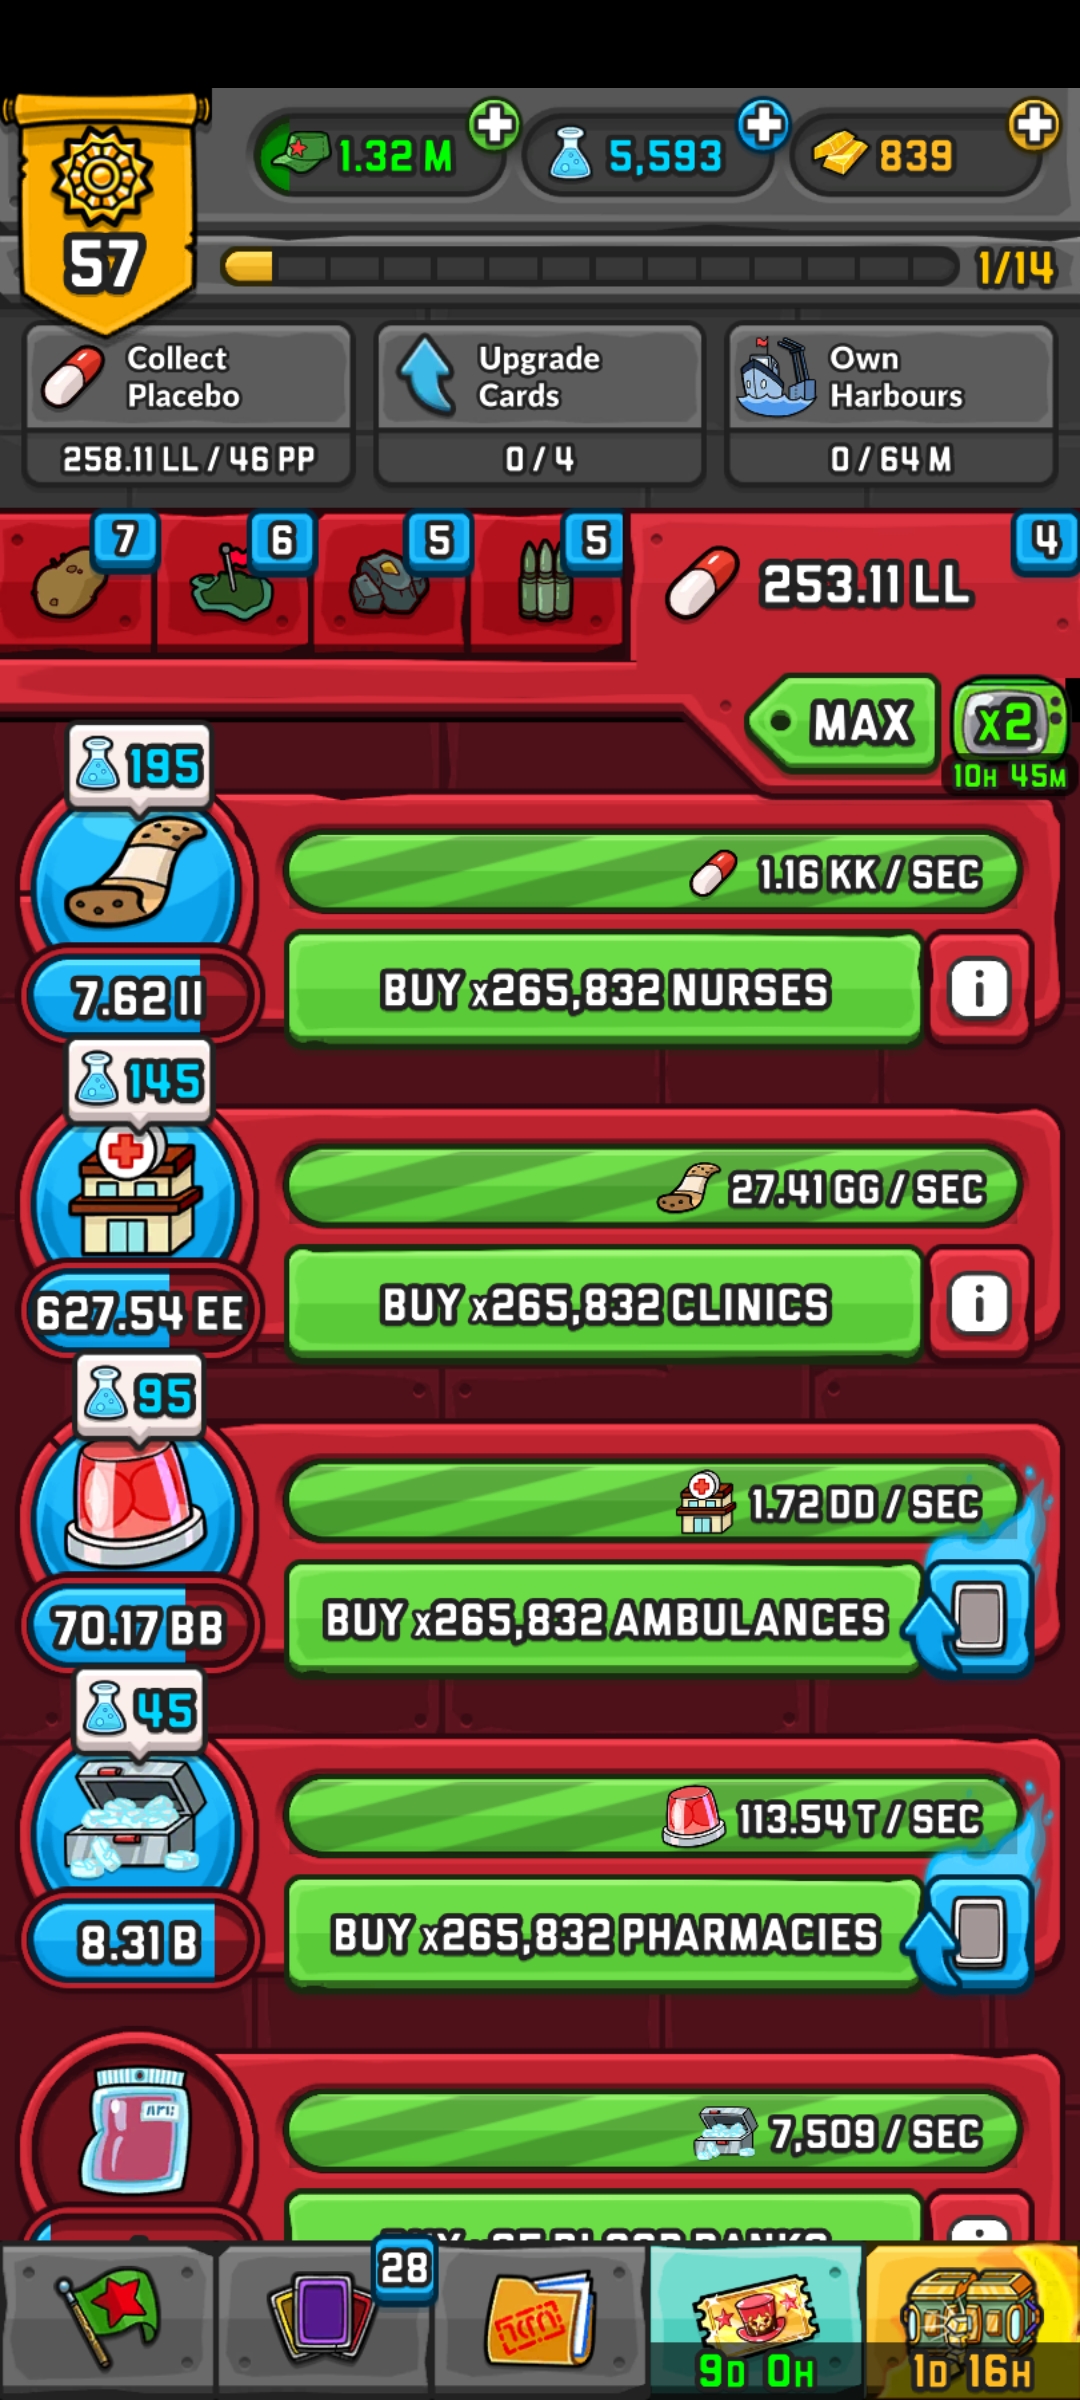 57
1.32 M
5,593
839
1/14
Collect
Placebo
258.11 LL / 46 PP
Upgrade
Cards
0 / 4
Own
Harbours
0 / 64 M
7
6
5
5
253.11 LL
4
MAX
x2
10H 45M
195
1.16 KK / SEC
7.62 II
BUY x265,832 NURSES
i
145
27.41 GG / SEC
627.54 EE
BUY x265,832 CLINICS
i
95
1.72 DD / SEC
70.17 BB
BUY x265,832 AMBULANCES
45
113.54 T / SEC
8.31 B
BUY x265,832 PHARMACIES
7,509 / SEC
28
9D 0H
1D 16H